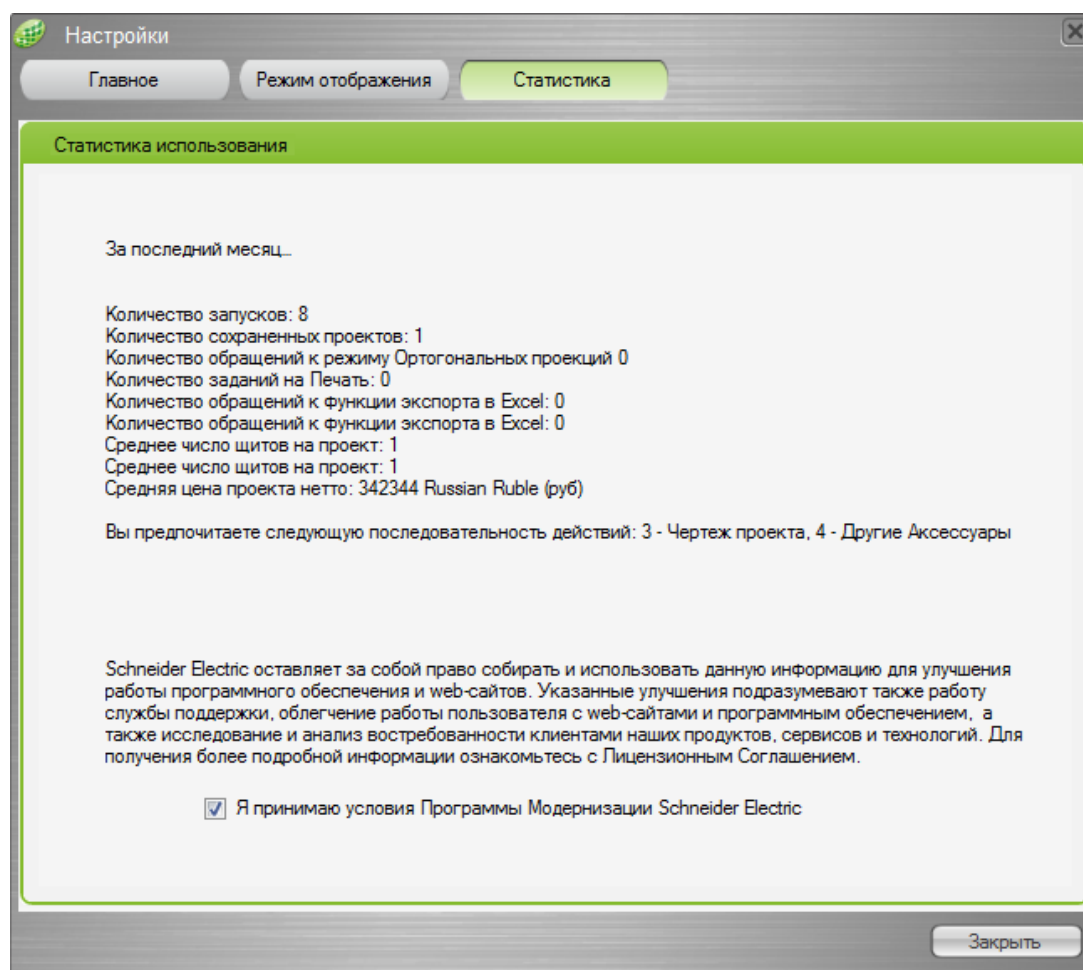 Настройки
Главное
Режим отображения
Статистика
Статистика использования
За последний месяц...
Количество запусков: 8
Количество сохраненных проектов: 1
Количество обращений к режиму Ортогональных проекций 0
Количество заданий на Печать: 0
Количество обращений к функции экспорта в Excel: 0
Количество обращений к функции экспорта в Excel: 0
Среднее число щитов на проект: 1
Среднее число щитов на проект: 1
Средняя цена проекта нетто: 342344 Russian Ruble (руб)
Вы предпочитаете следующую последовательность действий: 3 - Чертеж проекта, 4 - Другие Аксессуары
Schneider Electric оставляет за собой право собирать и использовать данную информацию для улучшения
работы программного обеспечения и web-сайтов. Указанные улучшения подразумевают также работу
службы поддержки, облегчение работы пользователя с web-сайтами и программным обеспечением,  а
также исследование и анализ востребованности клиентами наших продуктов, сервисов и технологий. Для
получения более подробной информации ознакомьтесь с Лицензионным Соглашением.
Я принимаю условия Программы Модернизации Schneider Electric
Закрыть